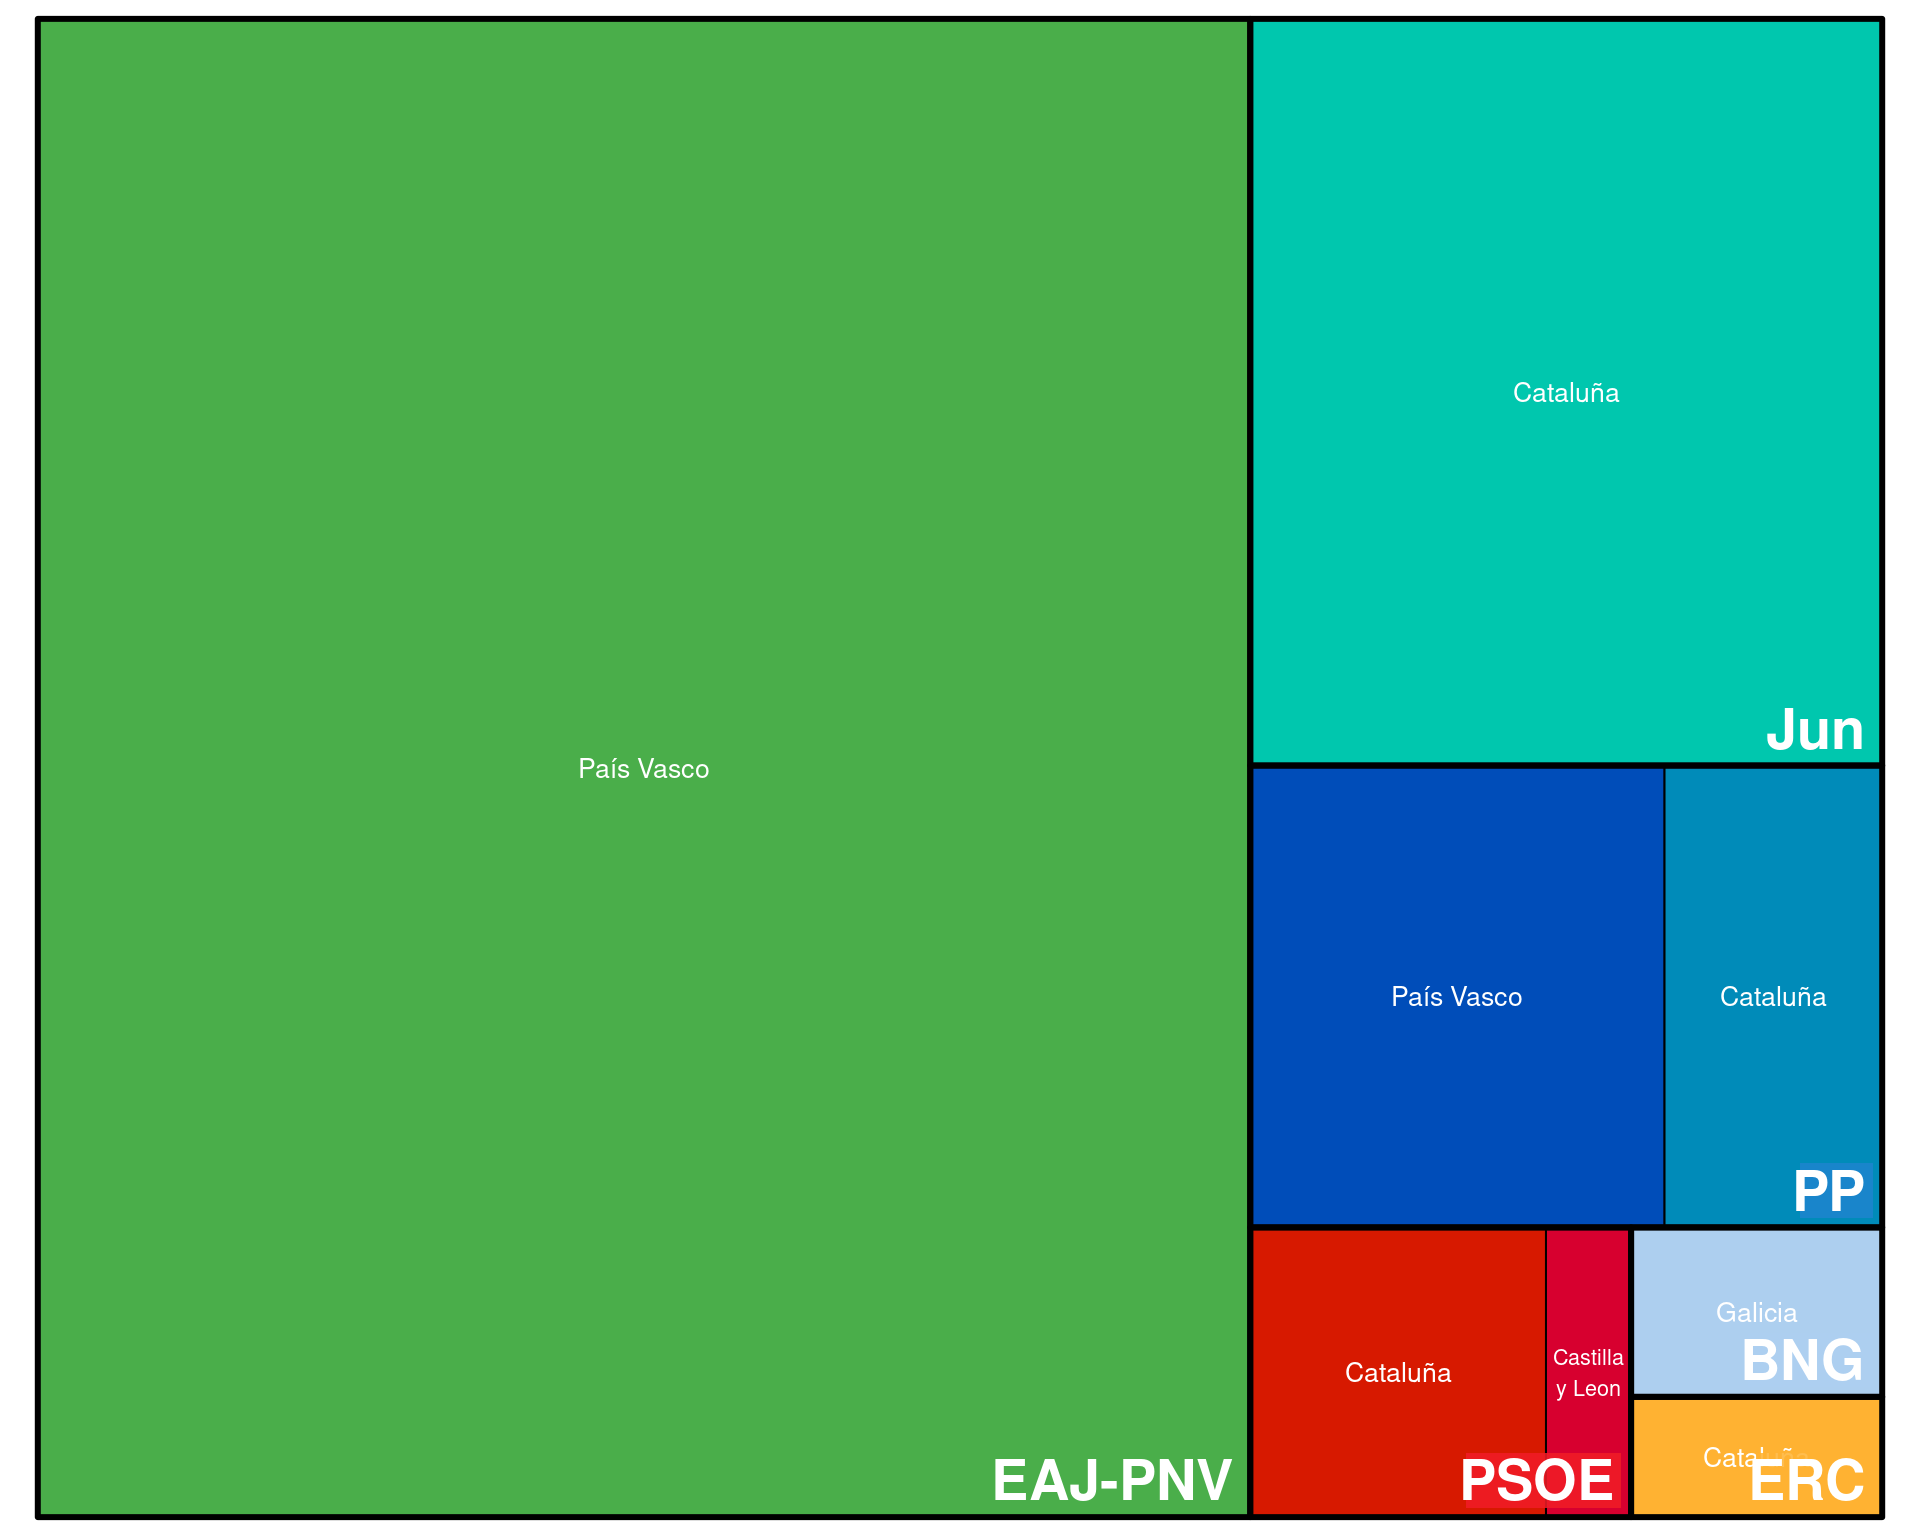 País Vasco
EAJ-PNV
Cataluña
Jun
País Vasco
Cataluña
PP
Cataluña
Castilla
y Leon
PSOE
Galicia
BNG
ERC